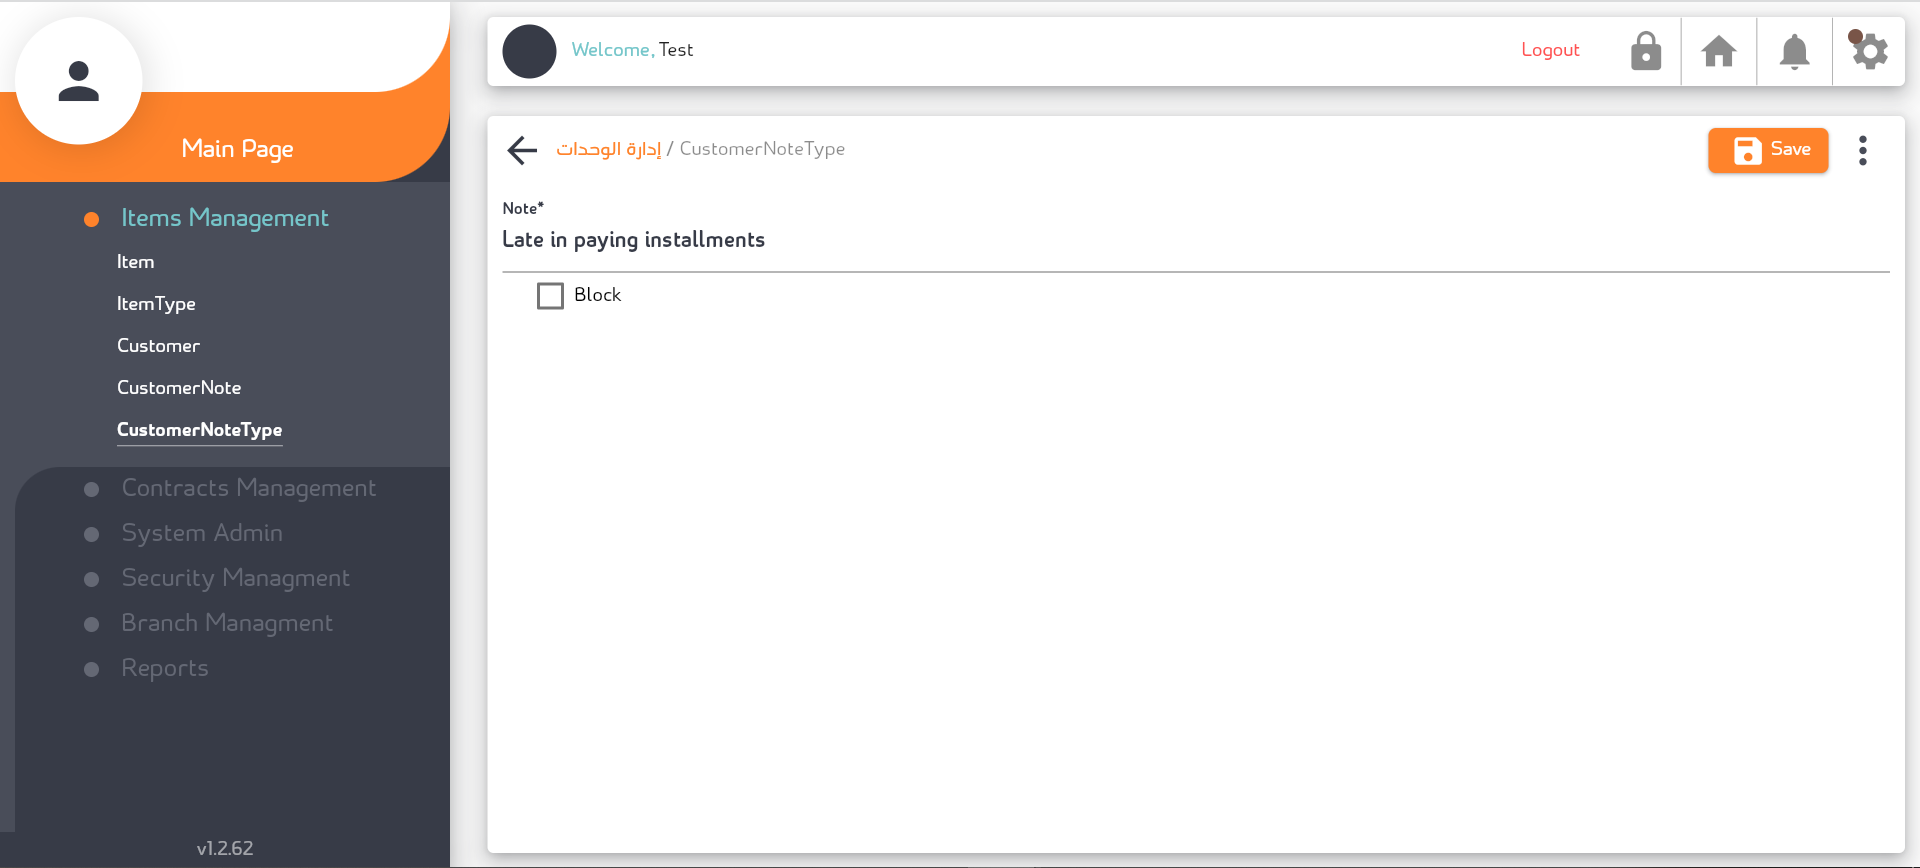 Main Page
Items Management
Item
ItemType
Customer
CustomerNote
CustomerNoteType
Contracts Management
System Admin
Security Managment
Branch Managment
Reports
v1.2.62
Welcome, Test
Logout
إدارة الوحدات / CustomerNoteType
Save
Note*
Late in paying installments
Block